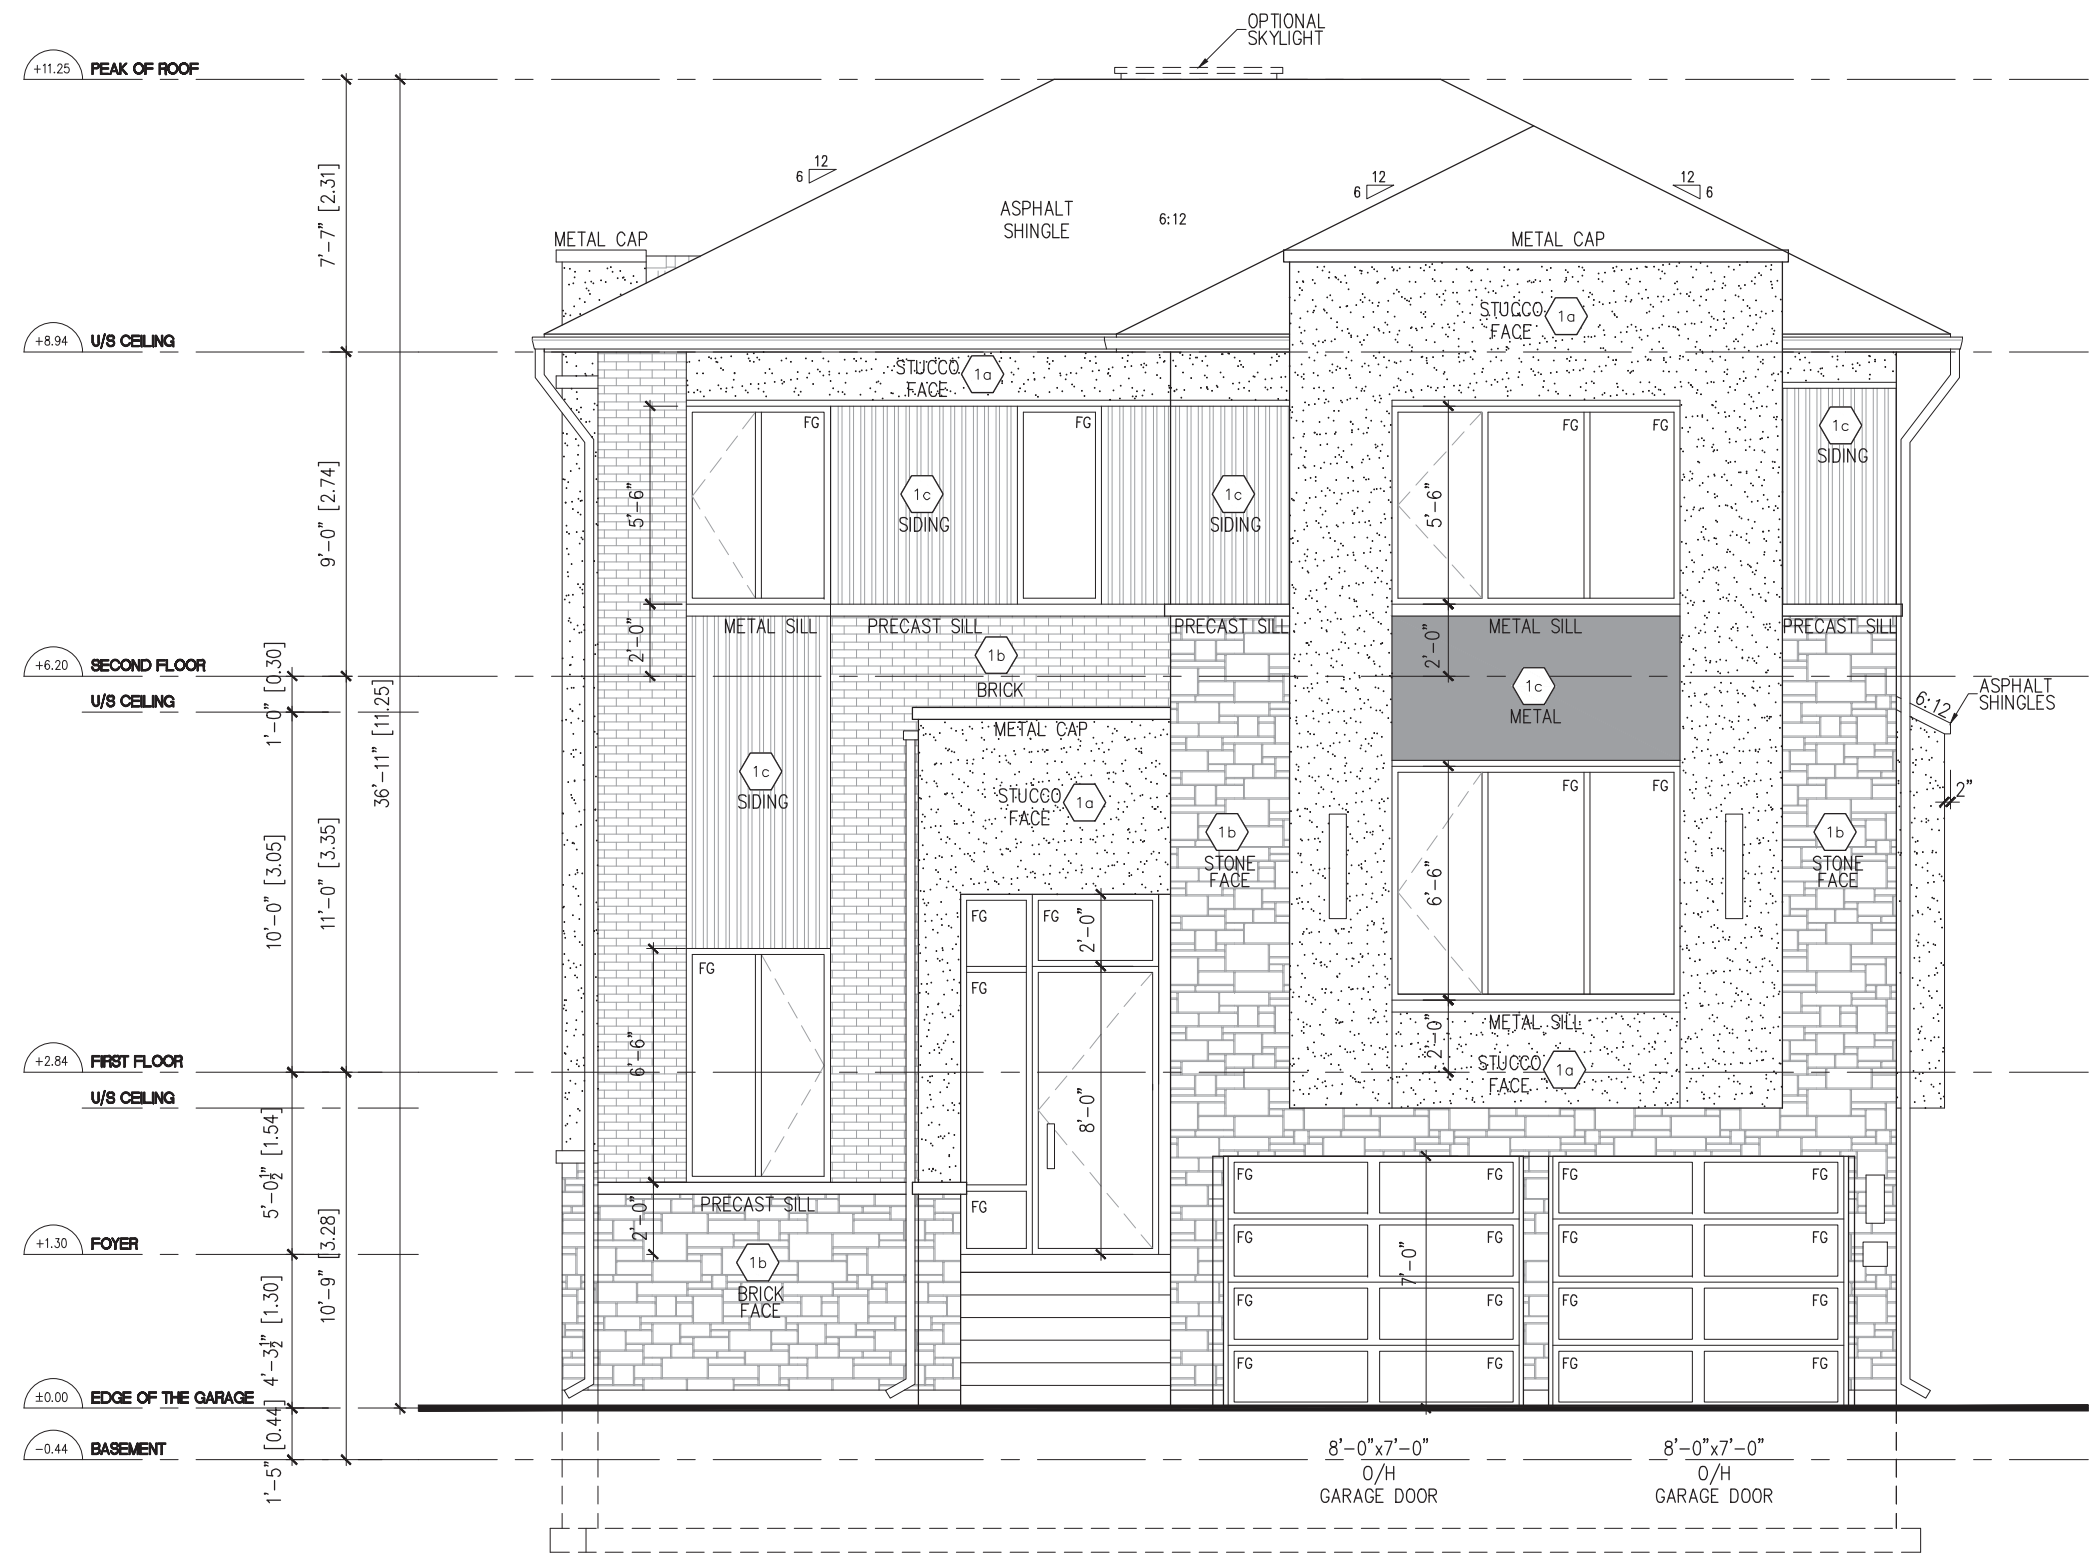 OPTIONAL
SKYLIGHT
+11.25 PEAK OF ROOF
12
6
12
6
12
6
7'-7" [2.31]
ASPHALT
SHINGLE
6:12
METAL CAP
METAL CAP
STUCCO
FACE
1a
+8.94 U/S CEILING
STUCCO
FACE
1a
FG
FG
FG
FG
1c
SIDING
9'-0" [2.74]
5'-6"
1c
SIDING
1c
SIDING
5'-6"
METAL SILL
PRECAST SILL
PRECAST SILL
METAL SILL
PRECAST SILL
2'-0"
2'-0"
1b
BRICK
1c
METAL
+6.20 SECOND FLOOR
U/S CEILING
1'-0" [0.30]
36'-11" [11.25]
6:12
ASPHALT
SHINGLES
METAL CAP
1c
SIDING
STUCCO
FACE
1a
FG
FG
2"
1b
STONE
FACE
1b
STONE
FACE
10'-0" [3.05]
11'-0" [3.35]
6'-6"
FG
FG
2'-0"
FG
FG
METAL SILL
2'-0"
STUCCO
FACE
1a
6'-6"
+2.84 FIRST FLOOR
U/S CEILING
8'-0"
5'-0½" [1.54]
FG
FG
FG
FG
PRECAST SILL
FG
2'-0"
+1.30 FOYER
10'-9" [3.28]
FG
FG
FG
FG
7'-0"
1b
BRICK
FACE
4'-3½" [1.30]
FG
FG
FG
FG
FG
FG
FG
FG
±0.00 EDGE OF THE GARAGE
1'-5" [0.44]
-0.44 BASEMENT
8'-0"x7'-0"
O/H
GARAGE DOOR
8'-0"x7'-0"
O/H
GARAGE DOOR